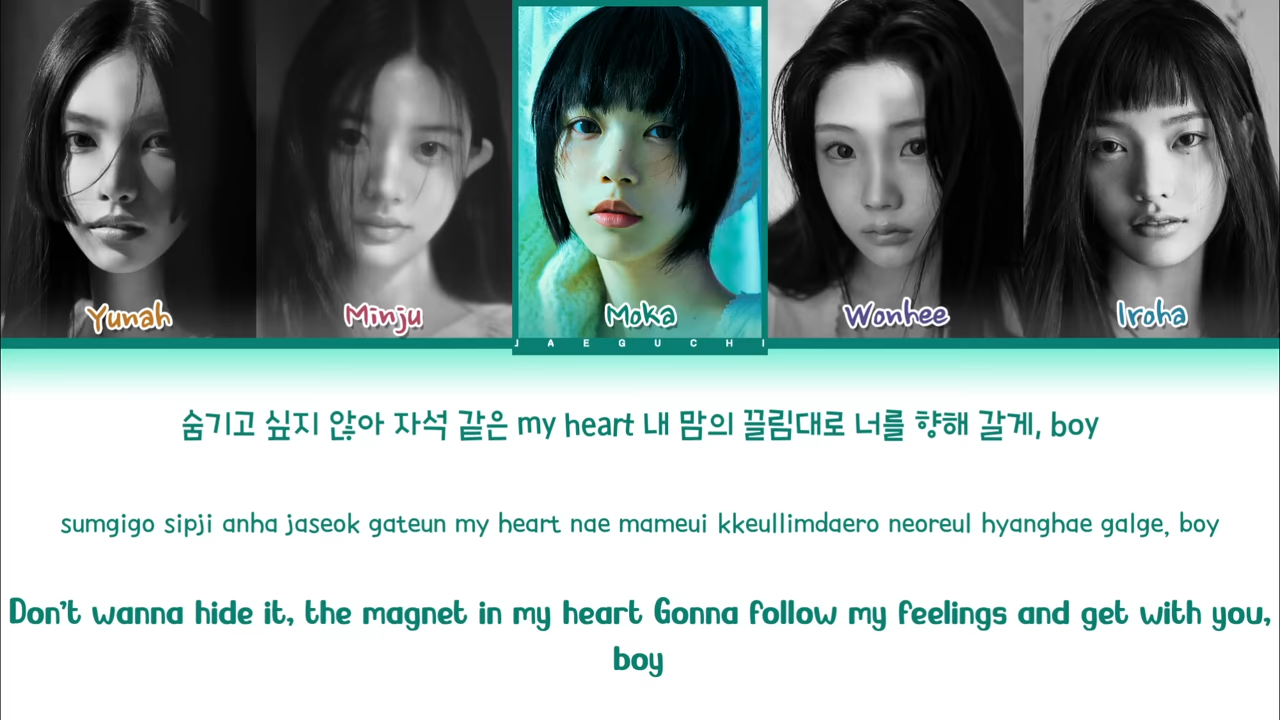 Yunah
Minju
Moka
Wonhee
Iroha
JAEGUCHI
숨기고 싶지 않아 자석 같은 my heart 내 맘의 끌림대로 너를 향해 갈게, boy
sumgigo sipji anha jaseok gateun my heart nae mameui kkeullimdaero neoreul hyanghae galge, boy
Don't wanna hide it, the magnet in my heart Gonna follow my feelings and get with you,
boy